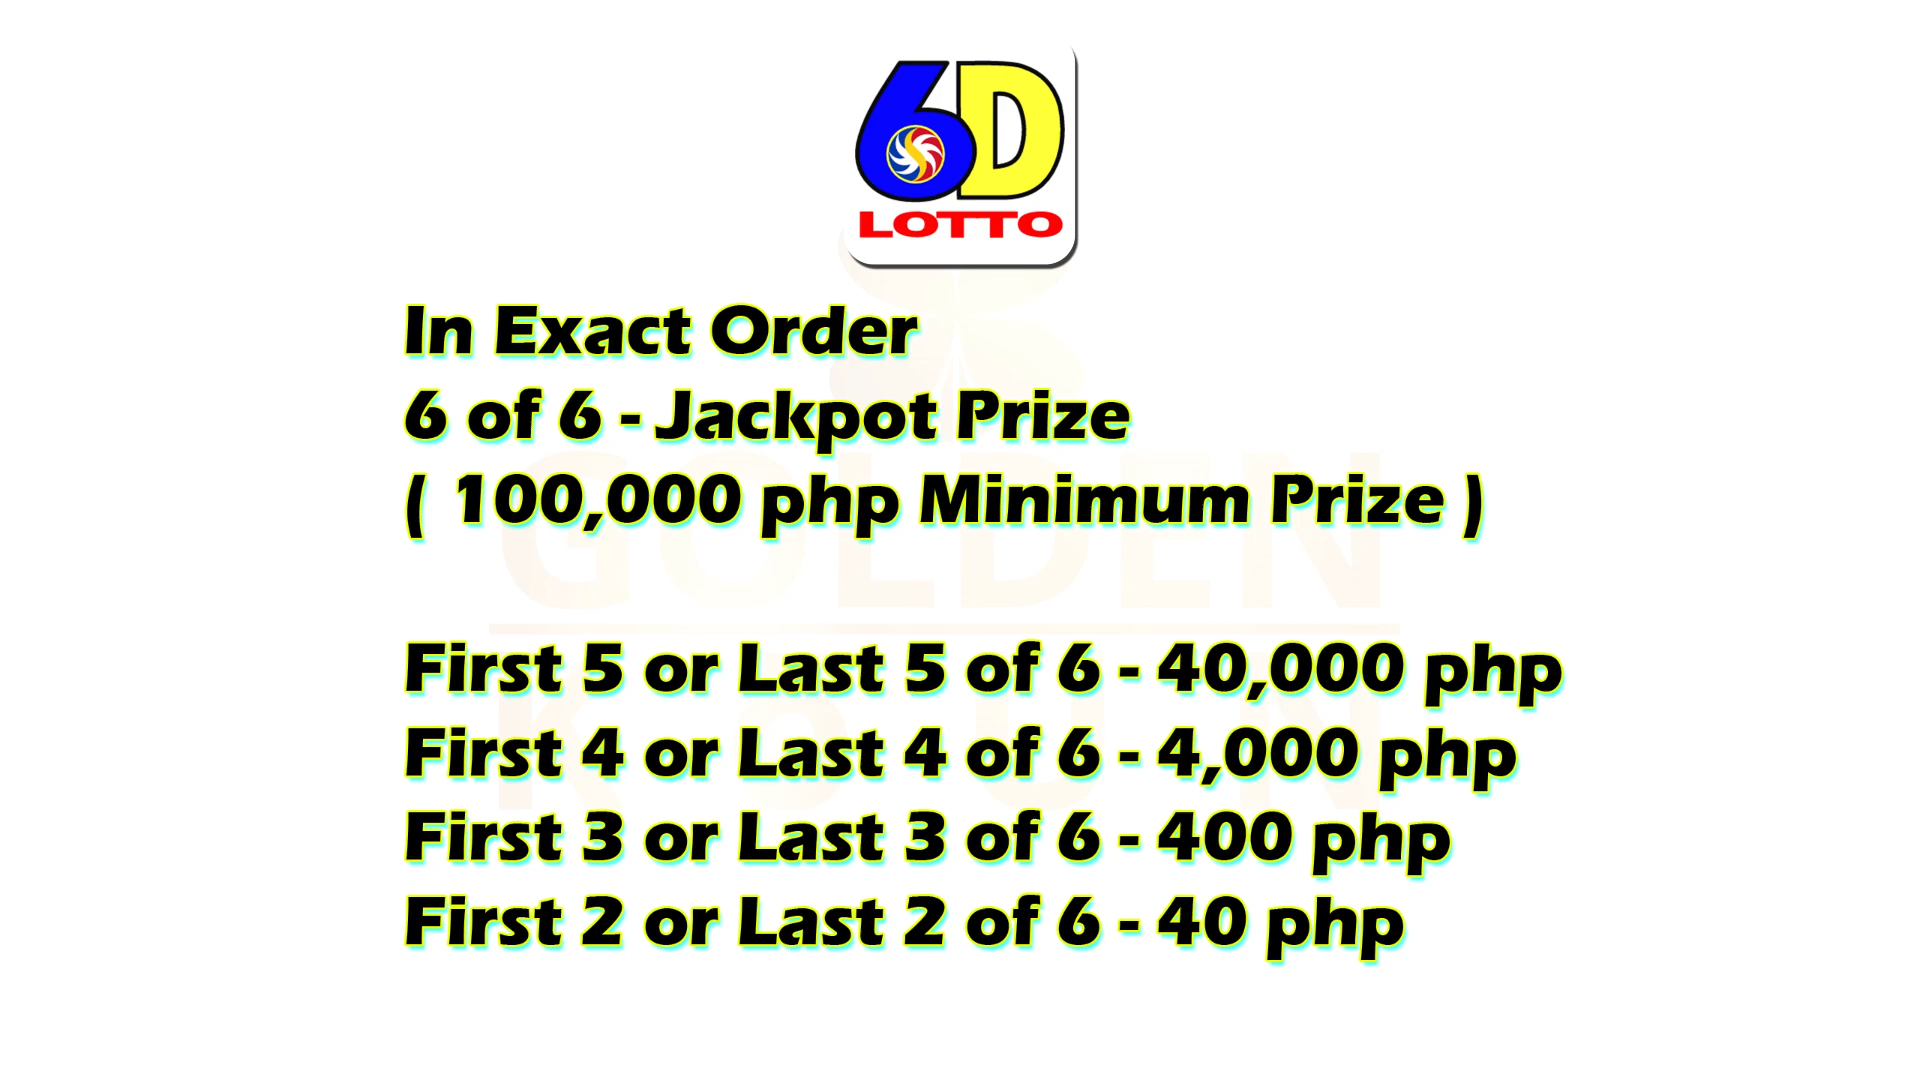 6D
LOTTO
In Exact Order
6 of 6 - Jackpot Prize
( 100,000 php Minimum Prize )
GOLDEN
First 5 or Last 5 of 6 - 40,000 php
First 4 or Last 4 of 6 - 4,000 php
First 3 or Last 3 of 6 - 400 php
First 2 or Last 2 of 6 - 40 php